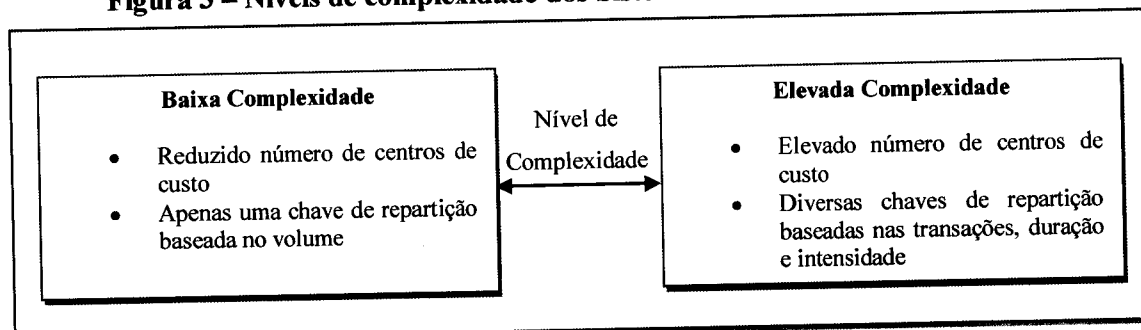 Níveis de complexidade dos
Baixa Complexidade
• Reduzido número de centros de
custo
• Apenas uma chave de repartição
baseada no volume
Nível de
Complexidade
Elevada Complexidade
• Elevado número de centros de
custo
• Diversas chaves de repartição
baseadas nas transações, duração
e intensidade